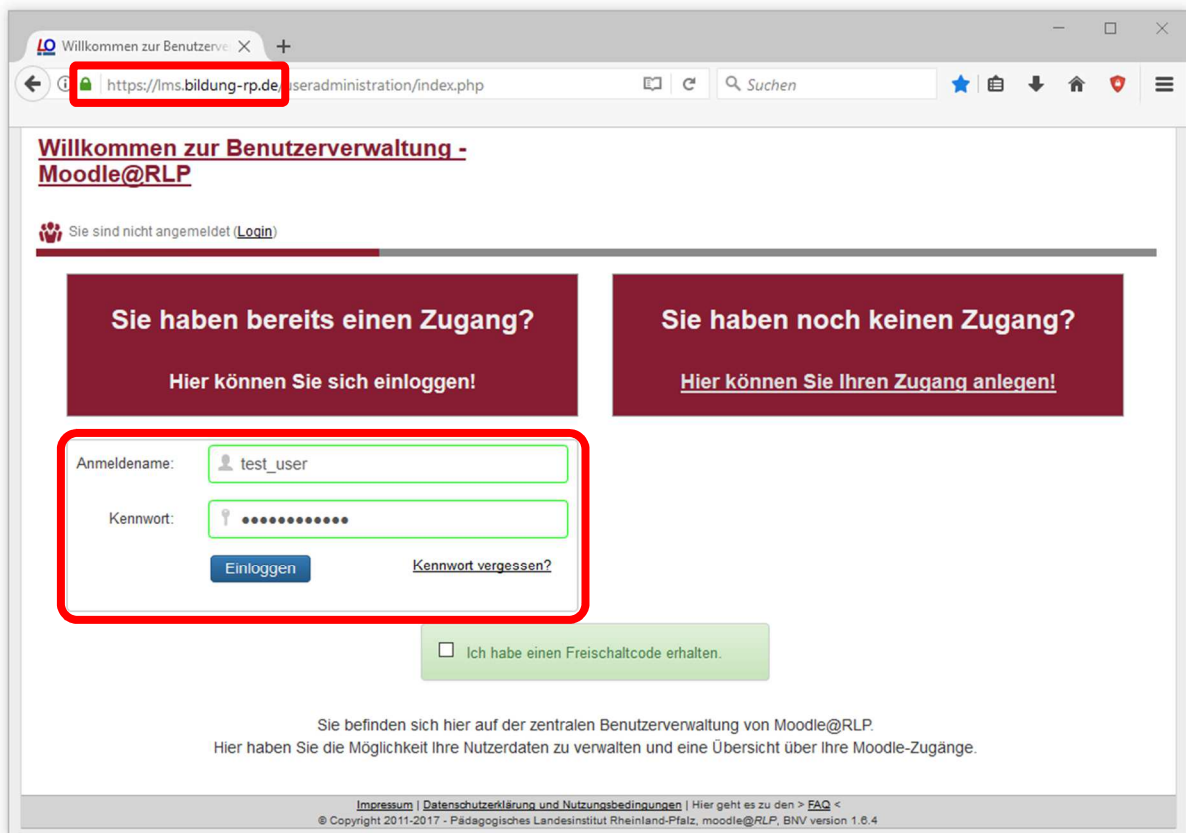 LO Willkommen zur Benutzerve
https://lms.bildung-rp.de/useradministration/index.php
Suchen
Willkommen zur Benutzerverwaltung -
Moodle@RLP
Sie sind nicht angemeldet (Login)
Sie haben bereits einen Zugang?
Hier können Sie sich einloggen!
Sie haben noch keinen Zugang?
Hier können Sie Ihren Zugang anlegen!
Anmeldename: test_user
Kennwort: ●●●●●●●●●●●●
Einloggen Kennwort vergessen?
Ich habe einen Freischaltcode erhalten.
Sie befinden sich hier auf der zentralen Benutzerverwaltung von Moodle@RLP.
Hier haben Sie die Möglichkeit Ihre Nutzerdaten zu verwalten und eine Übersicht über Ihre Moodle-Zugänge.
Impressum | Datenschutzerklärung und Nutzungsbedingungen | Hier geht es zu den > FAQ <
© Copyright 2011-2017 - Pädagogisches Landesinstitut Rheinland-Pfalz, moodle@RLP, BNV version 1.6.4